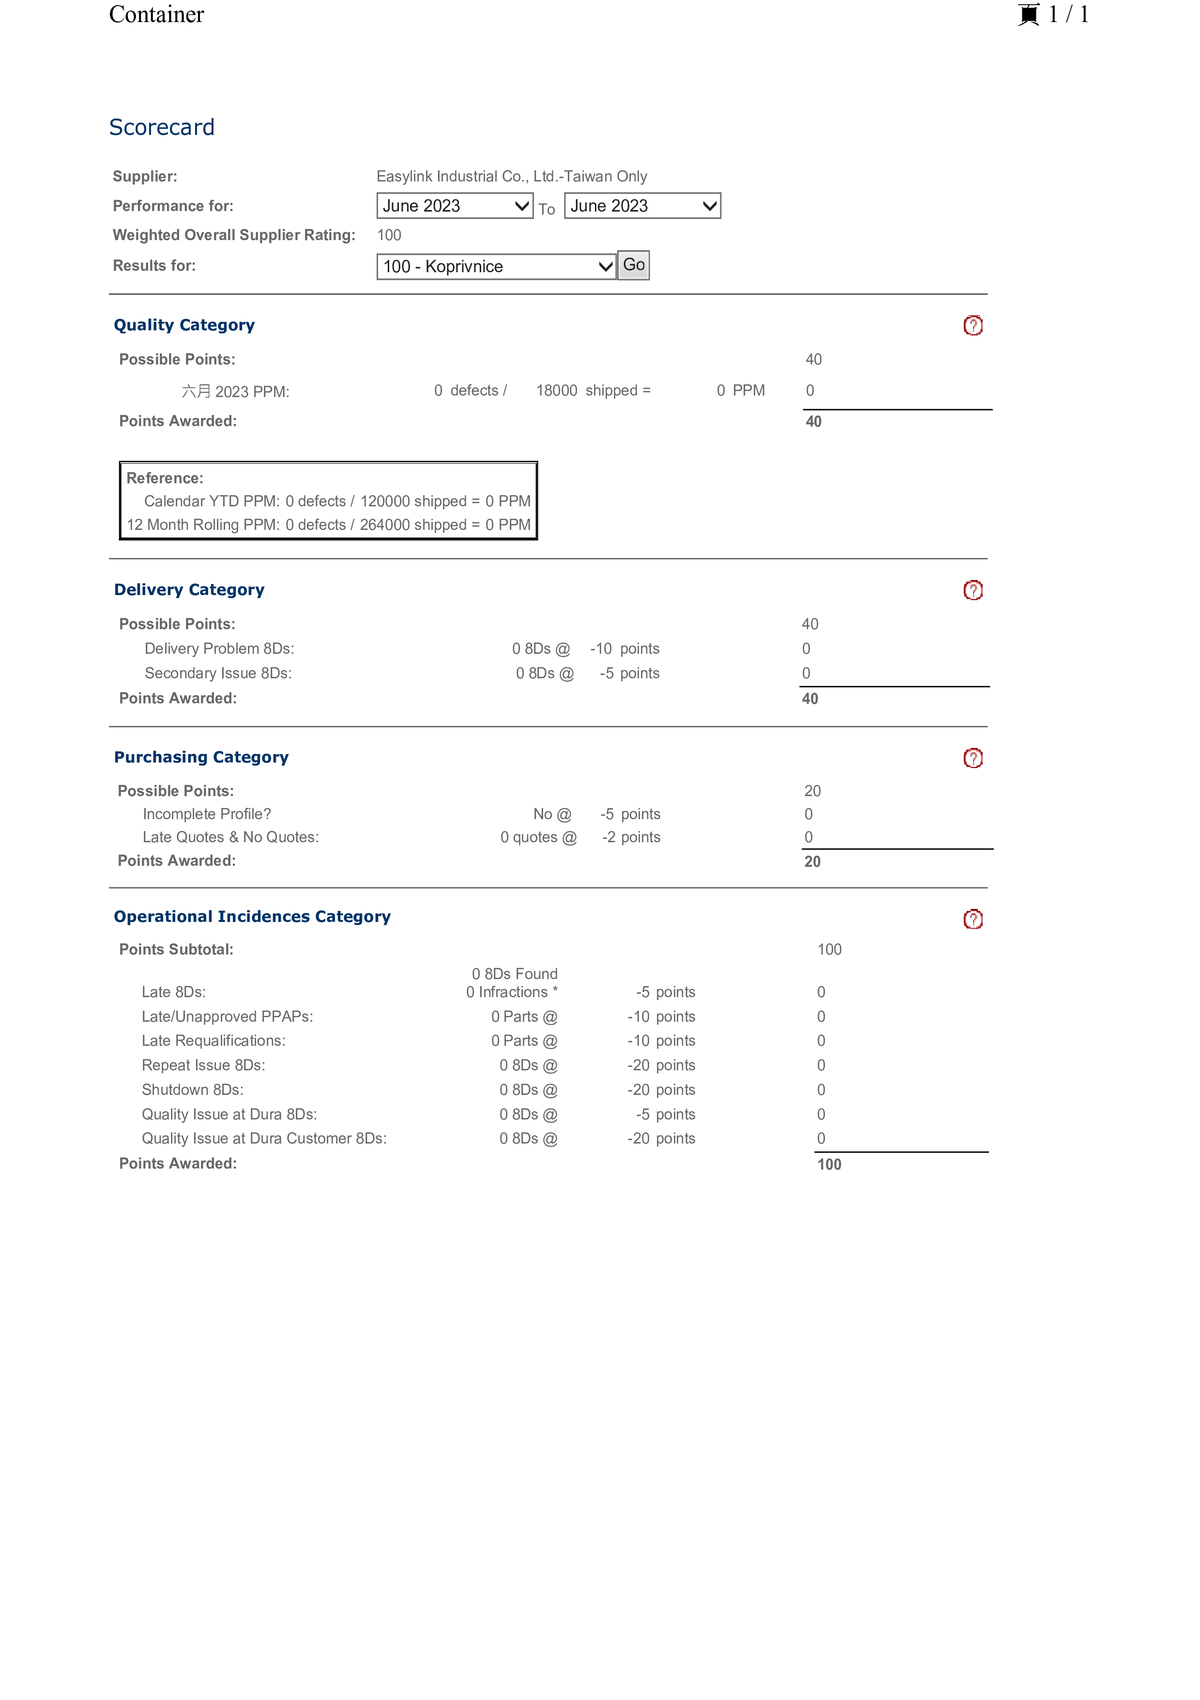 Container 頁 1 / 1
Scorecard
Supplier: Easylink Industrial Co., Ltd.-Taiwan Only
Performance for: June 2023 To June 2023
Weighted Overall Supplier Rating: 100
Results for: 100 - Koprivnice Go
Quality Category
Possible Points: 40
六月 2023 PPM: 0 defects / 18000 shipped = 0 PPM 0
Points Awarded: 40
Reference:
Calendar YTD PPM: 0 defects / 120000 shipped = 0 PPM
12 Month Rolling PPM: 0 defects / 264000 shipped = 0 PPM
Delivery Category
Possible Points: 40
Delivery Problem 8Ds: 0 8Ds @ -10 points 0
Secondary Issue 8Ds: 0 8Ds @ -5 points 0
Points Awarded: 40
Purchasing Category
Possible Points: 20
Incomplete Profile? No @ -5 points 0
Late Quotes & No Quotes: 0 quotes @ -2 points 0
Points Awarded: 20
Operational Incidences Category
Points Subtotal: 100
0 8Ds Found
Late 8Ds: 0 Infractions * -5 points 0
Late/Unapproved PPAPs: 0 Parts @ -10 points 0
Late Requalifications: 0 Parts @ -10 points 0
Repeat Issue 8Ds: 0 8Ds @ -20 points 0
Shutdown 8Ds: 0 8Ds @ -20 points 0
Quality Issue at Dura 8Ds: 0 8Ds @ -5 points 0
Quality Issue at Dura Customer 8Ds: 0 8Ds @ -20 points 0
Points Awarded: 100